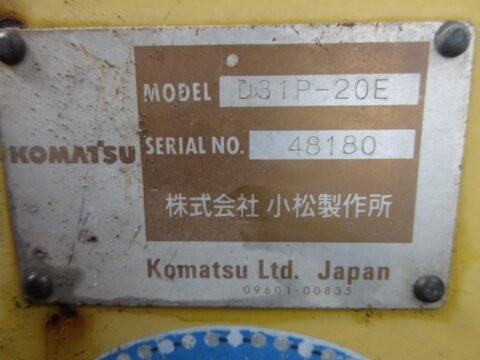 MODEL D31P-20E
KOMATSU
SERIAL NO. 48180
株式会社 小松製作所
Komatsu Ltd. Japan
09601-00835